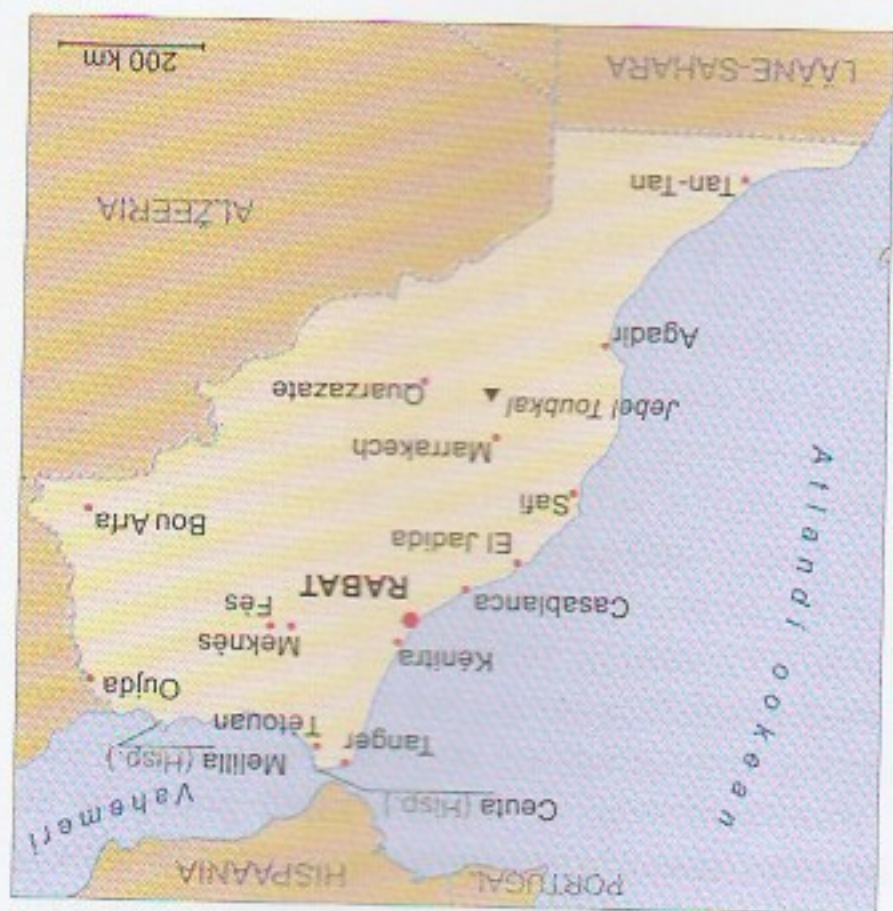 PORTUGAL
HISPAANIA
Vahemeri
Ceuta (Hisp.)
Melilla (Hisp.)
Tanger
Tétouan
Oujda
Kénitra
Meknès
Fès
RABAT
Casablanca
El Jadida
Bou Arfa
Safi
Atlandi ookean
Marrakech
Jebel Toubkal
Quarzazate
Agadir
ALŽEERIA
Tan-Tan
LÄÄNE-SAHARA
200 km